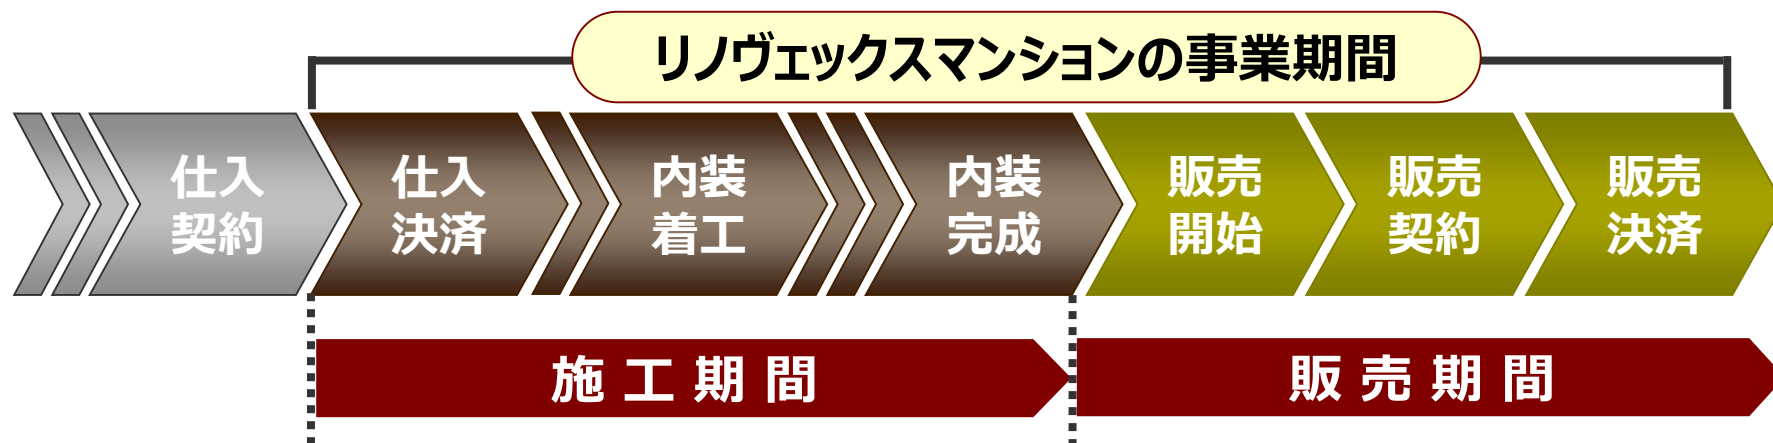 リノヴェックスマンションの事業期間
仕入
契約
仕入
決済
内装
着工
内装
完成
販売
開始
販売
契約
販売
決済
施工期間
販売期間